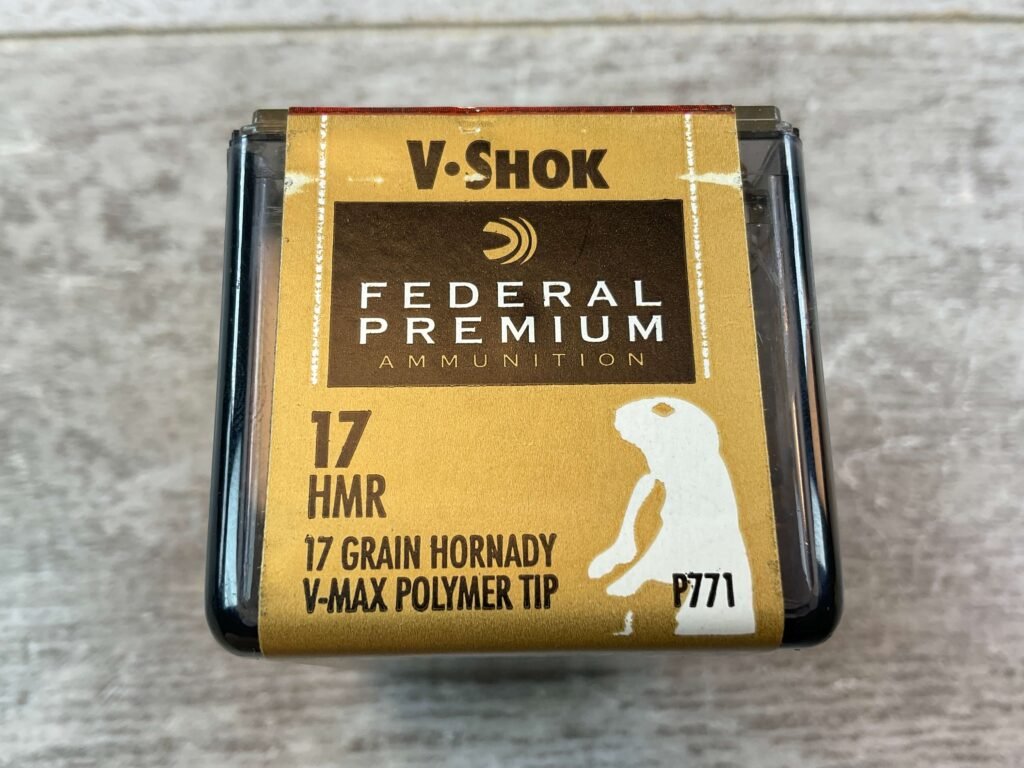 V•SHOK
FEDERAL
PREMIUM
AMMUNITION
17
HMR
17 GRAIN HORNADY
V-MAX POLYMER TIP
P771